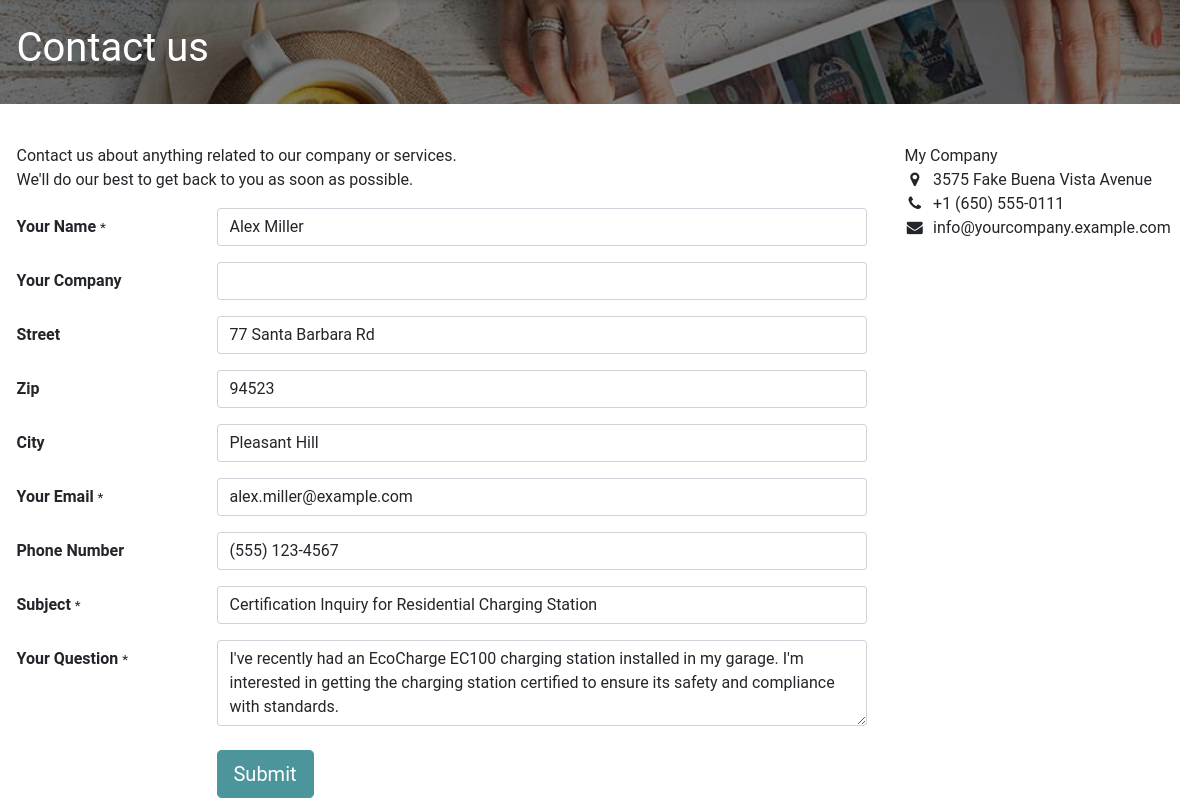 Contact us
Contact us about anything related to our company or services.
We'll do our best to get back to you as soon as possible.
My Company
3575 Fake Buena Vista Avenue
+1 (650) 555-0111
info@yourcompany.example.com
Your Name *
Alex Miller
Your Company
Street
77 Santa Barbara Rd
Zip
94523
City
Pleasant Hill
Your Email *
alex.miller@example.com
Phone Number
(555) 123-4567
Subject *
Certification Inquiry for Residential Charging Station
Your Question *
I've recently had an EcoCharge EC100 charging station installed in my garage. I'm
interested in getting the charging station certified to ensure its safety and compliance
with standards.
Submit